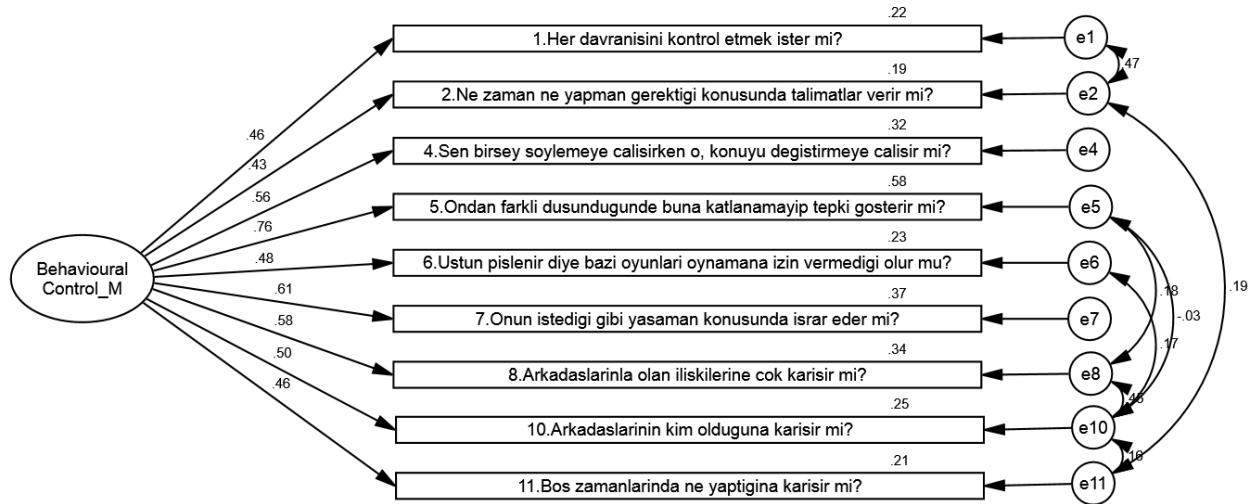 .22
1.Her davranisini kontrol etmek ister mi?
e1
.47
.19
2.Ne zaman ne yapman gerektigi konusunda talimatlar verir mi?
e2
.46
.43
.32
4.Sen birsey soylemeye calisirken o, konuyu degistirmeye calisir mi?
e4
.56
.58
5.Ondan farkli dusundugunde buna katlanamayip tepki gosterir mi?
e5
.76
Behavioural
Control_M
.48
.23
6.Ustun pislenir diye bazi oyunlari oynamana izin vermedigi olur mu?
e6
.18
.19
.61
.37
7.Onun istedigi gibi yasaman konusunda israr eder mi?
e7
-.03
.17
.58
.34
8.Arkadaslarinla olan iliskilerine cok karisir mi?
e8
.50
.25
10.Arkadaslarinin kim olduguna karisir mi?
e10
.46
.21
11.Bos zamanlarinda ne yaptigina karisir mi?
e11
.16